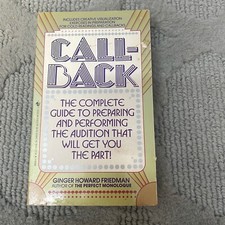 INCLUDES CREATIVE VISUALIZATION
EXERCISES IN PREPARATION
FOR COLD READINGS AND CALLBACKS
CALL-
BACK
THE COMPLETE
GUIDE TO PREPARING
AND PERFORMING
THE AUDITION THAT
WILL GET YOU
THE PART!
GINGER HOWARD FRIEDMAN
AUTHOR OF THE PERFECT MONOLOGUE